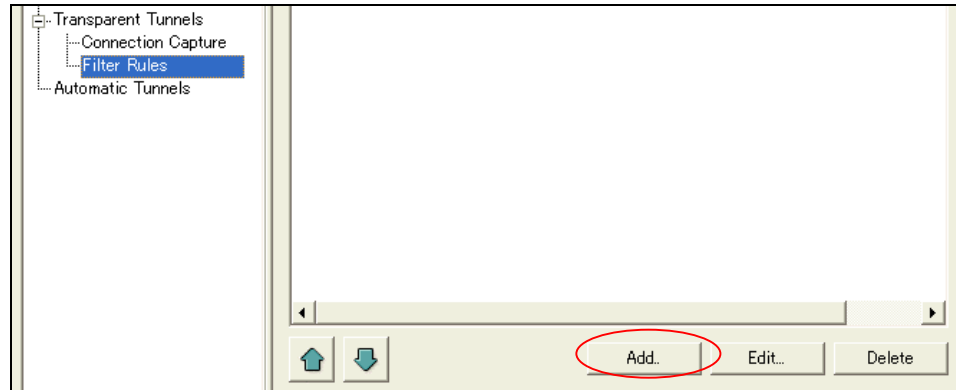 Transparent Tunnels
Connection Capture
Filter Rules
Automatic Tunnels
Add..
Edit...
Delete